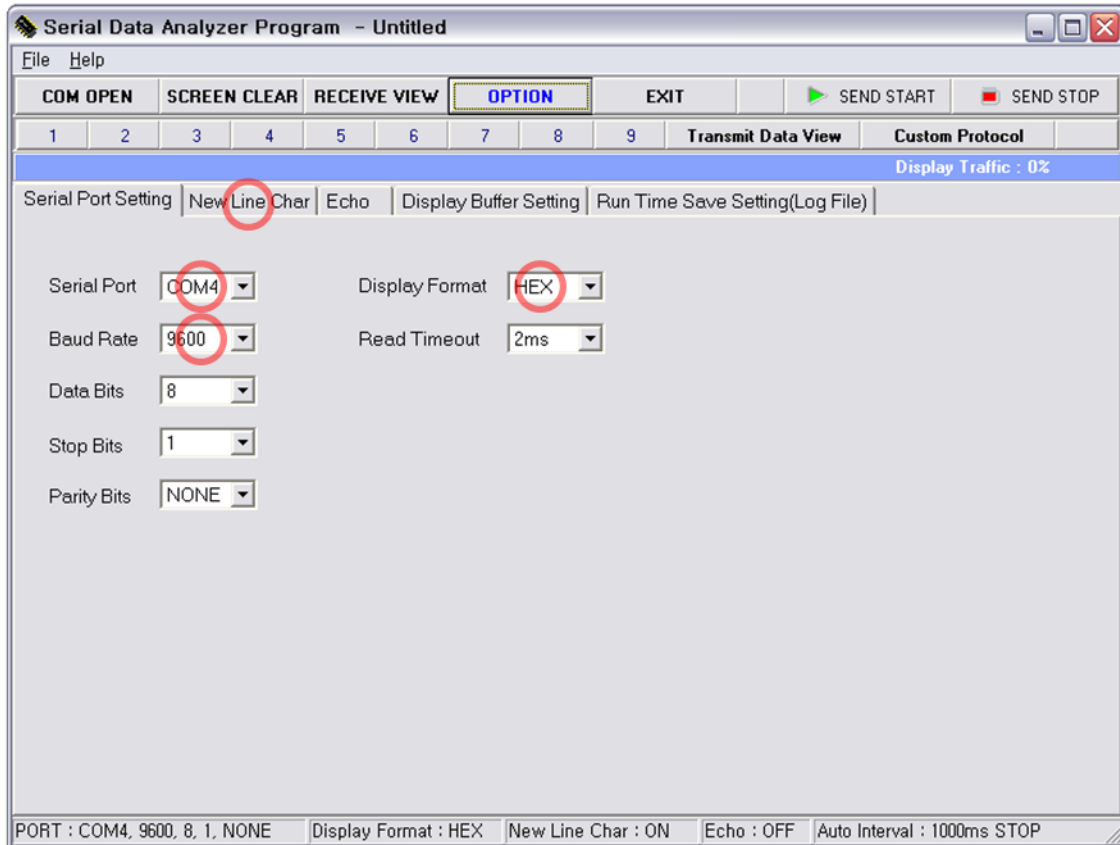 Serial Data Analyzer Program - Untitled
File Help
COM OPEN SCREEN CLEAR RECEIVE VIEW OPTION EXIT SEND START SEND STOP
1 2 3 4 5 6 7 8 9 Transmit Data View Custom Protocol
Display Traffic : 0%
Serial Port Setting New Line Char Echo Display Buffer Setting Run Time Save Setting(Log File)
Serial Port COM4 Display Format HEX
Baud Rate 9600 Read Timeout 2ms
Data Bits 8
Stop Bits 1
Parity Bits NONE
PORT : COM4, 9600, 8, 1, NONE Display Format : HEX New Line Char : ON Echo : OFF Auto Interval : 1000ms STOP